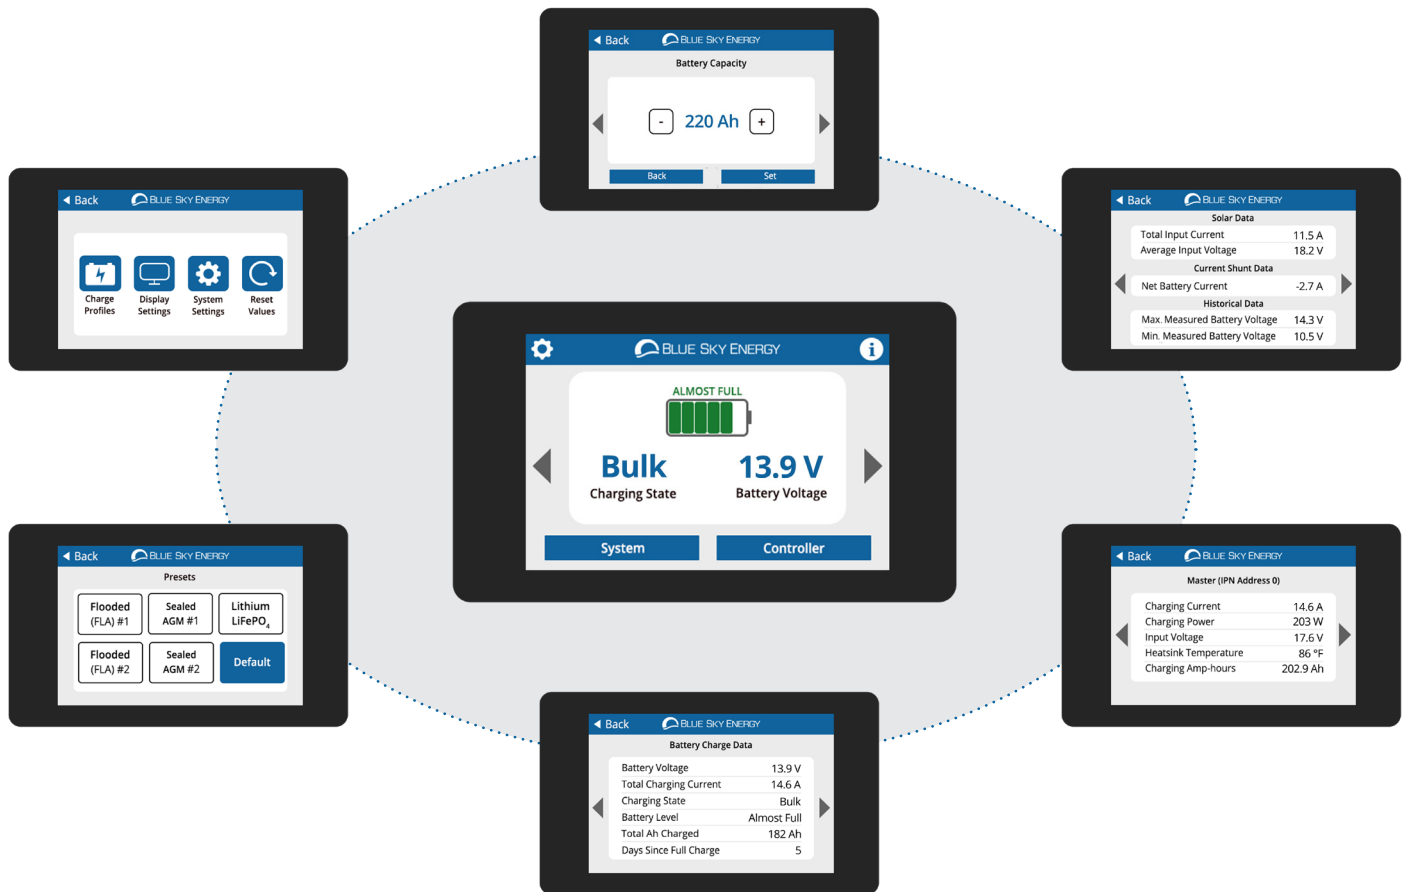 Back
BLUE SKY ENERGY
Battery Capacity
- 220 Ah +
Back Set
Back
BLUE SKY ENERGY
Charge Profiles
Display Settings
System Settings
Reset Values
Back
BLUE SKY ENERGY
Solar Data
Total Input Current 11.5 A
Average Input Voltage 18.2 V
Current Shunt Data
Net Battery Current -2.7 A
Historical Data
Max. Measured Battery Voltage 14.3 V
Min. Measured Battery Voltage 10.5 V
BLUE SKY ENERGY i
ALMOST FULL
Bulk 13.9 V
Charging State Battery Voltage
System Controller
Back
BLUE SKY ENERGY
Presets
Flooded (FLA) #1
Sealed AGM #1
Lithium LiFePO₄
Flooded (FLA) #2
Sealed AGM #2
Default
Back
BLUE SKY ENERGY
Master (IPN Address 0)
Charging Current 14.6 A
Charging Power 203 W
Input Voltage 17.6 V
Heatsink Temperature 86 °F
Charging Amp-hours 202.9 Ah
Back
BLUE SKY ENERGY
Battery Charge Data
Battery Voltage 13.9 V
Total Charging Current 14.6 A
Charging State Bulk
Battery Level Almost Full
Total Ah Charged 182 Ah
Days Since Full Charge 5